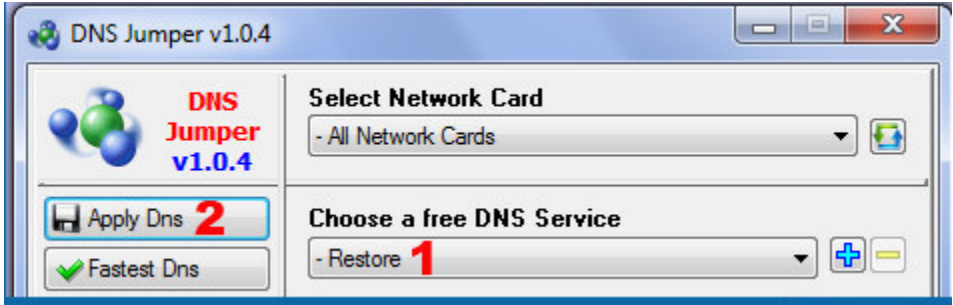 DNS Jumper v1.0.4
DNS
Jumper
v1.0.4
Select Network Card
- All Network Cards
Apply Dns 2
Fastest Dns
Choose a free DNS Service
- Restore 1